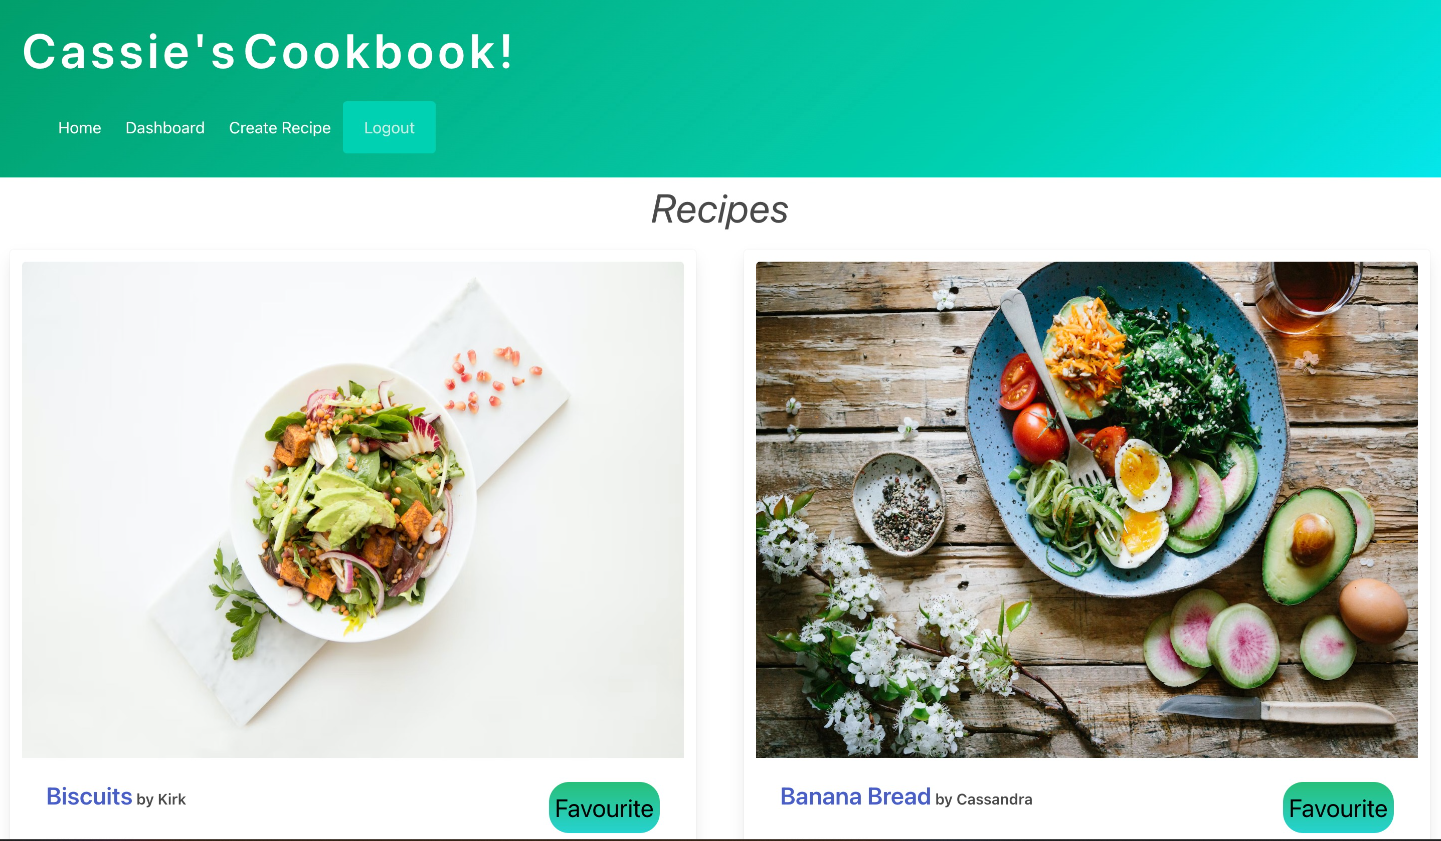 Cassie's Cookbook!
Home Dashboard Create Recipe Logout
Recipes
Biscuits by Kirk
Favourite
Banana Bread by Cassandra
Favourite